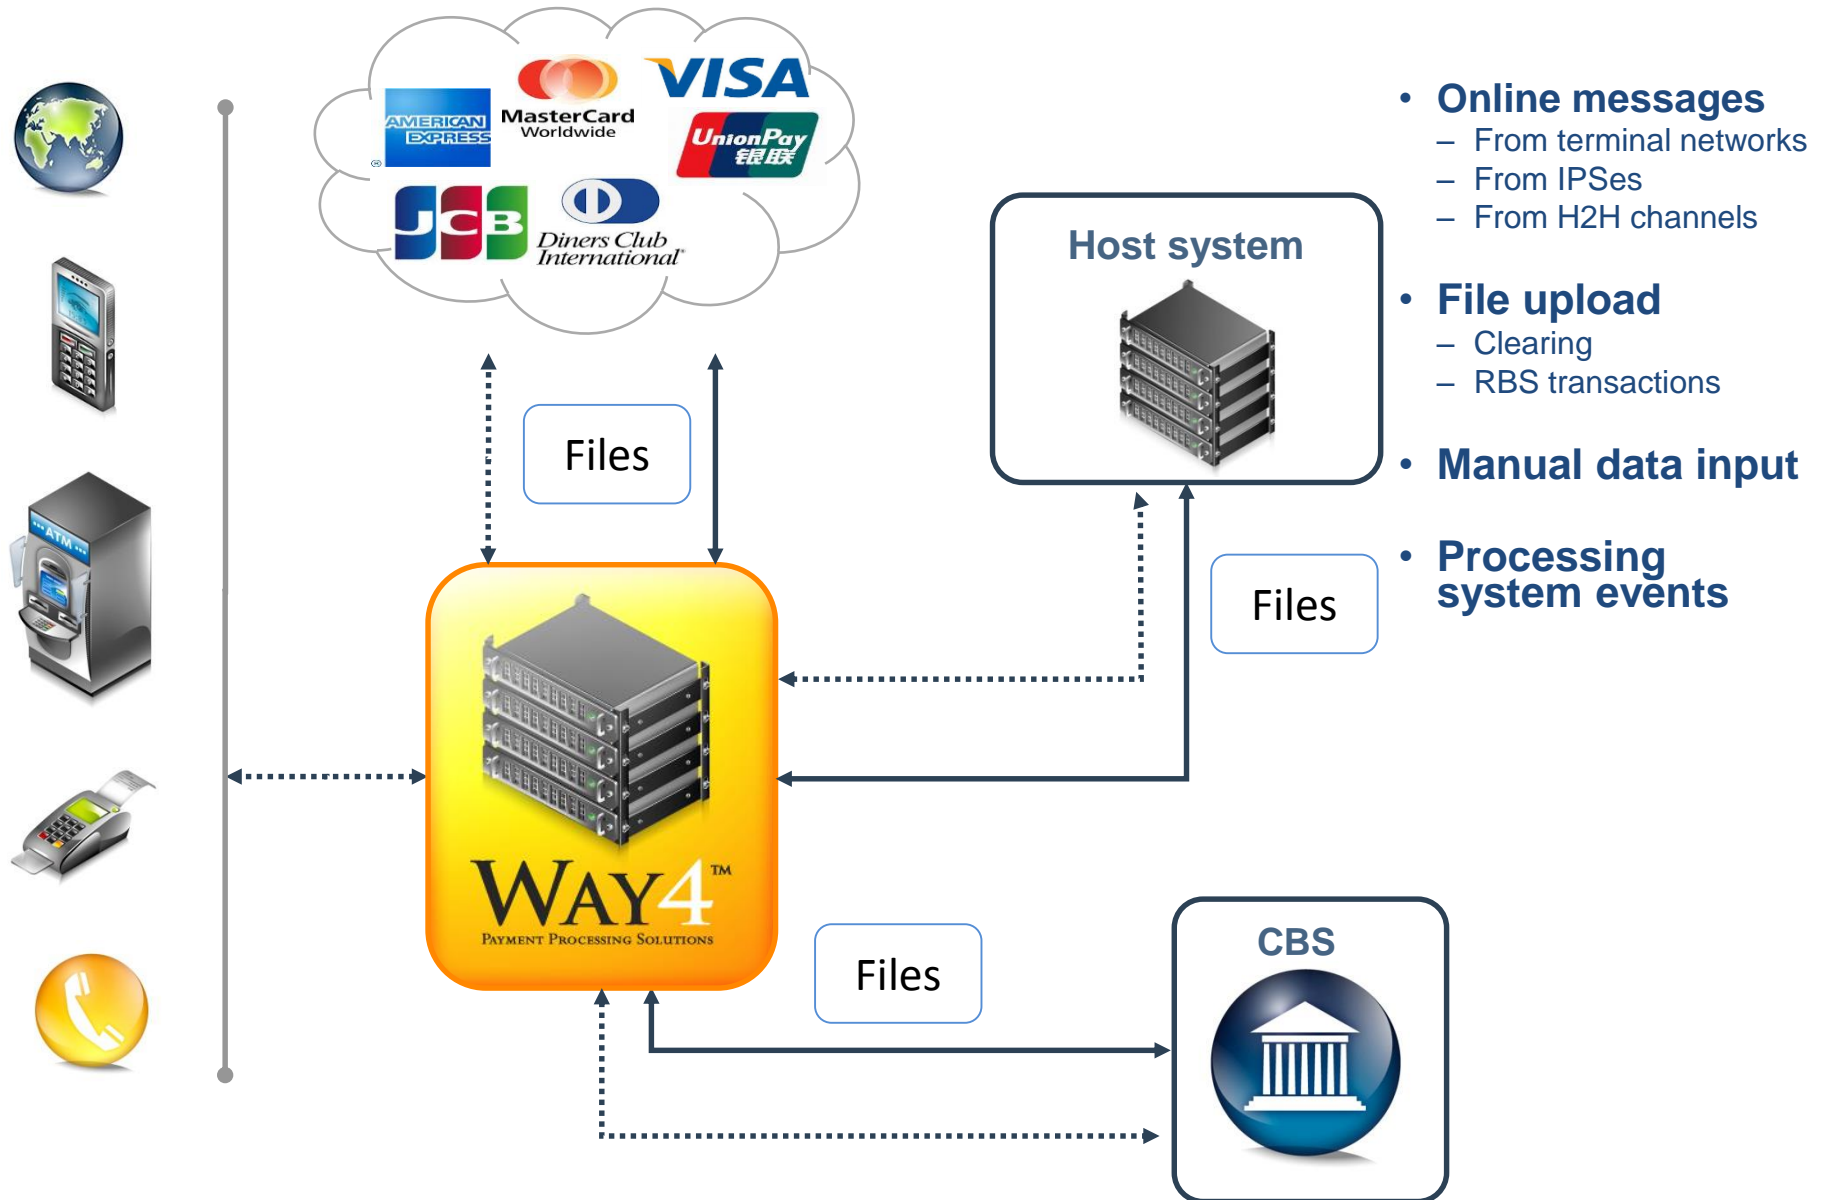 AMERICAN
EXPRESS
®
MasterCard
Worldwide
VISA
UnionPay
银联
JCB
Diners Club
International®
Files
Host system
Files
ATM
WAY4™
PAYMENT PROCESSING SOLUTIONS
Files
CBS
• Online messages
– From terminal networks
– From IPSes
– From H2H channels
• File upload
– Clearing
– RBS transactions
• Manual data input
• Processing
system events